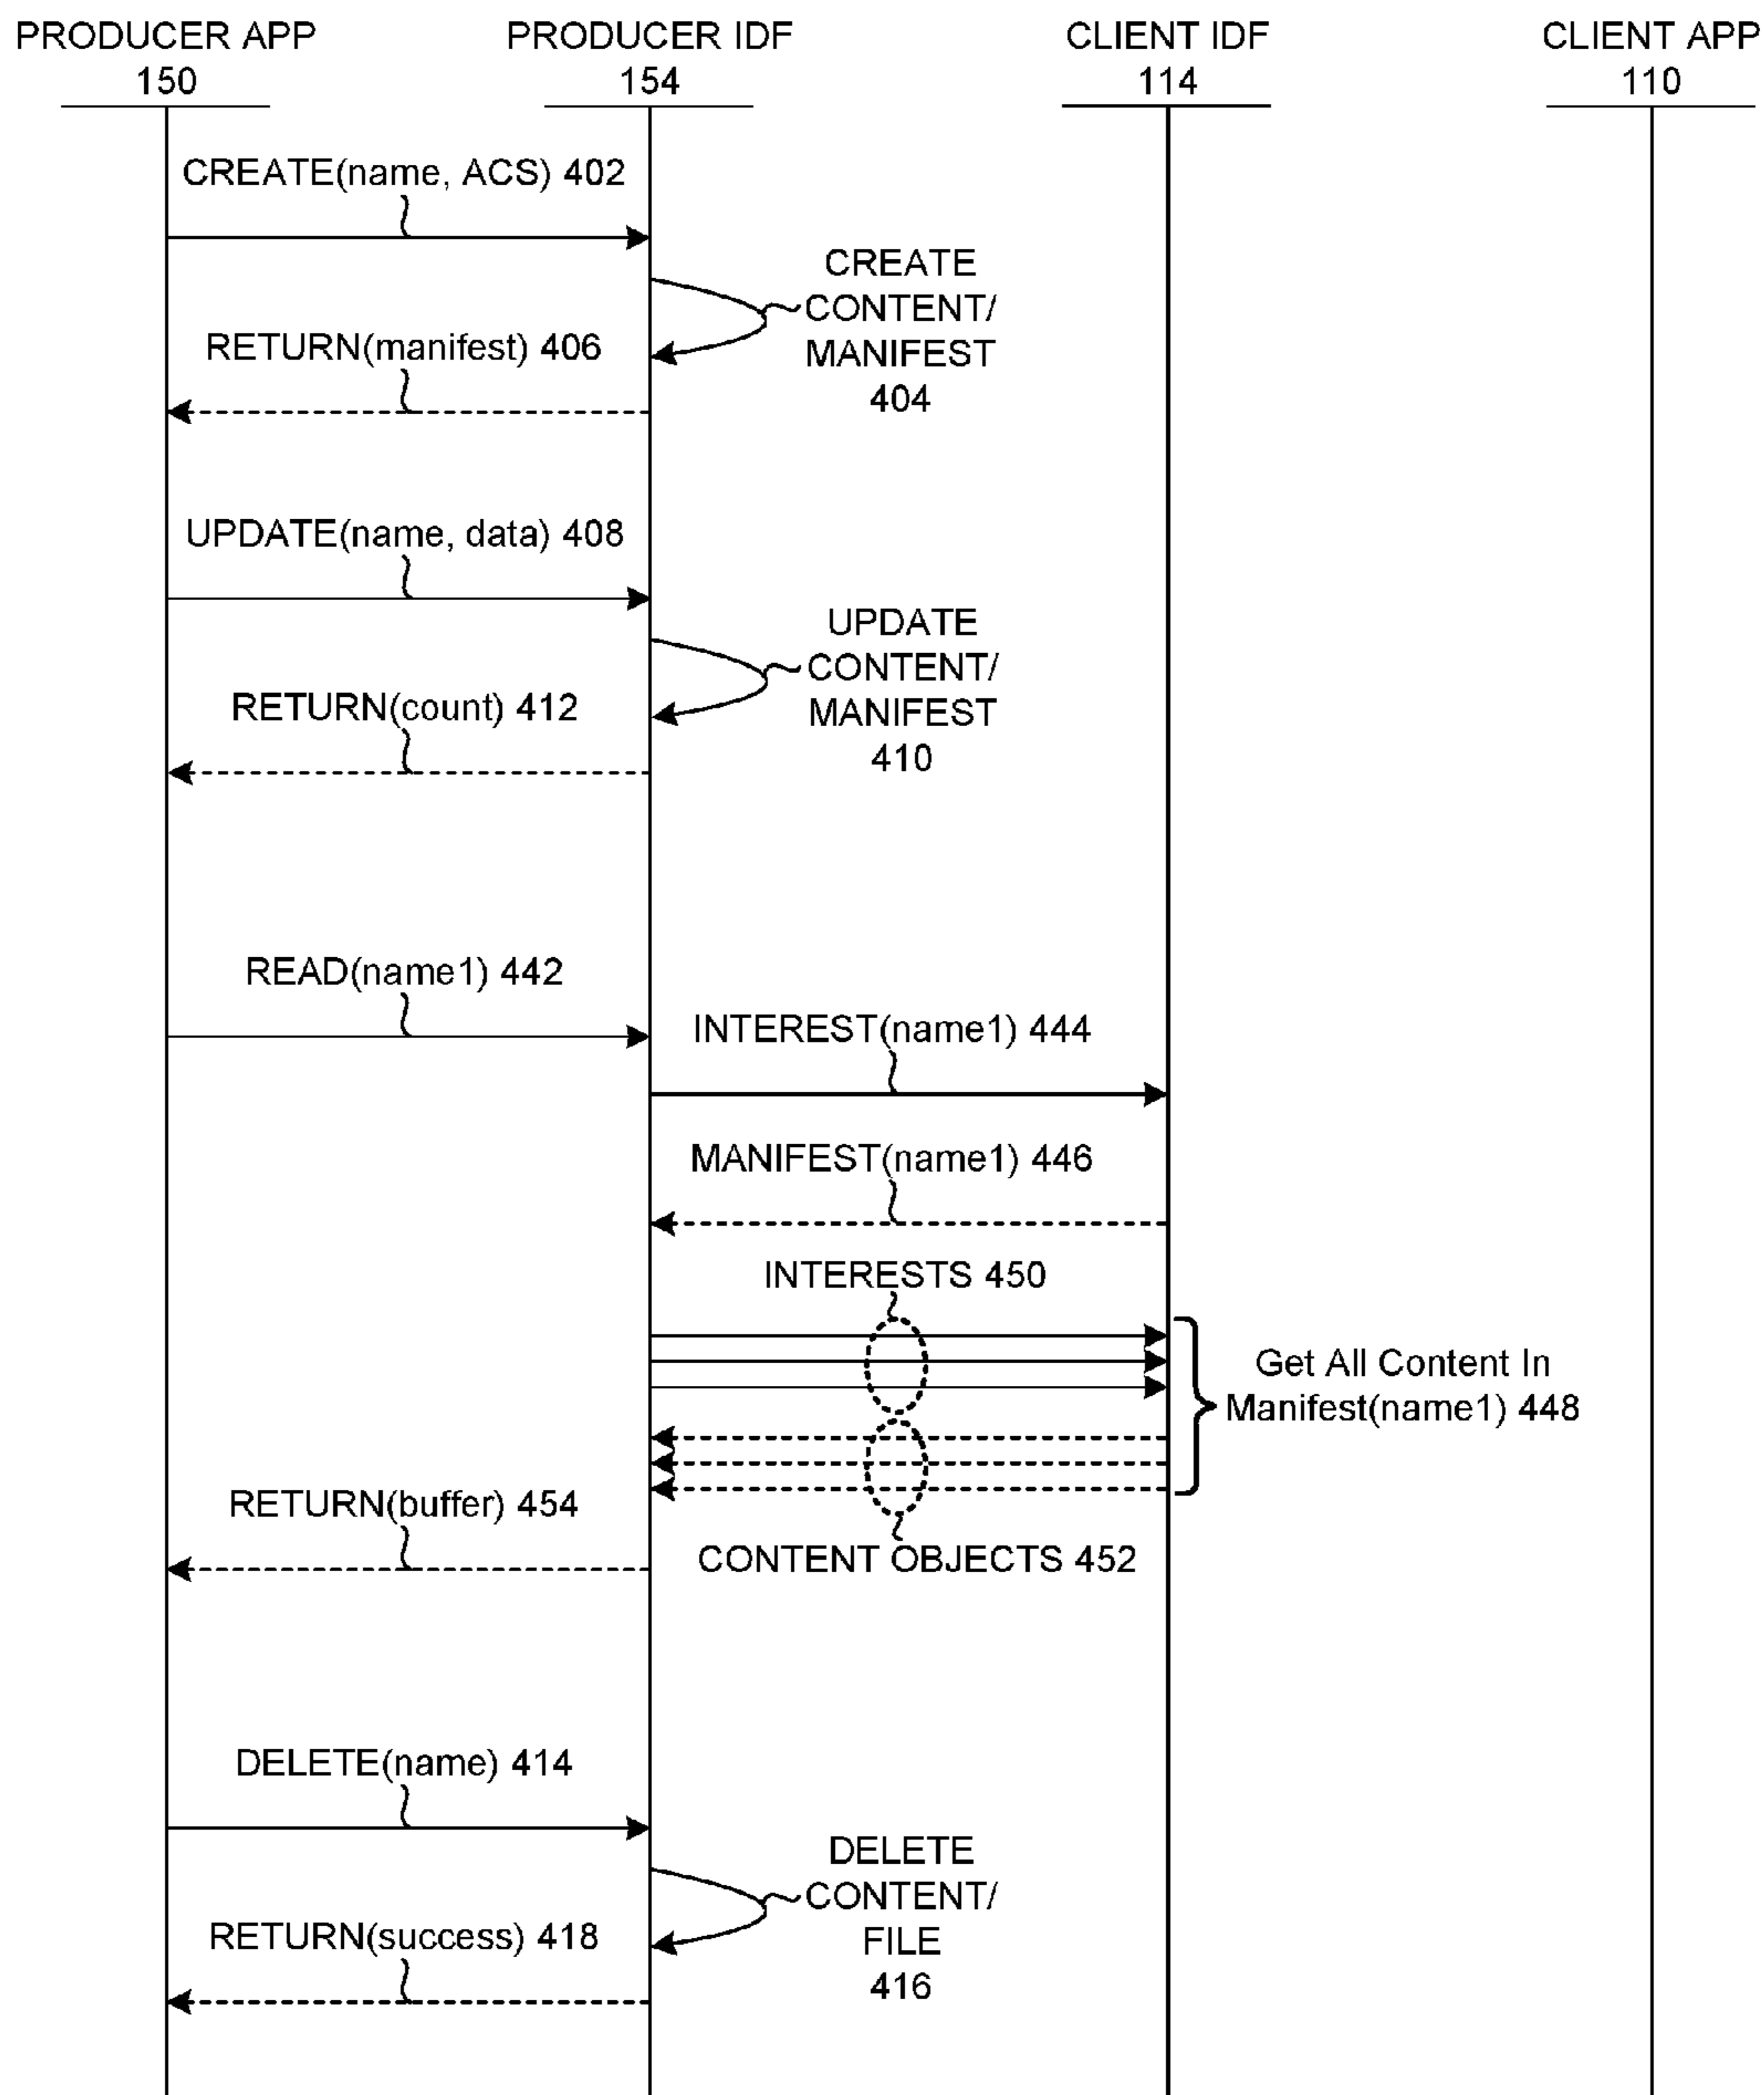 PRODUCER APP
150
PRODUCER IDF
154
CLIENT IDF
114
CLIENT APP
110
CREATE(name, ACS) 402
CREATE
CONTENT/
MANIFEST
404
RETURN(manifest) 406
UPDATE(name, data) 408
UPDATE
CONTENT/
MANIFEST
410
RETURN(count) 412
READ(name1) 442
INTEREST(name1) 444
MANIFEST(name1) 446
INTERESTS 450
Get All Content In
Manifest(name1) 448
RETURN(buffer) 454
CONTENT OBJECTS 452
DELETE(name) 414
DELETE
CONTENT/
FILE
416
RETURN(success) 418